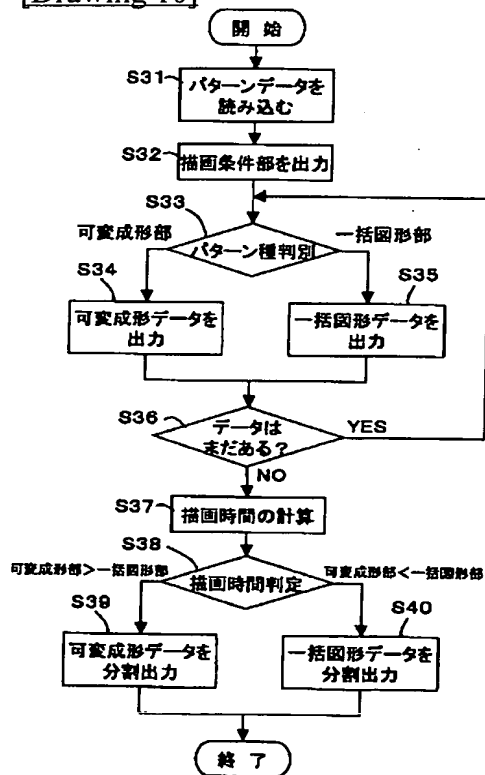 [Drawing 10]
開 始
S31
パターンデータを
読み込む
S32
描画条件部を出力
S33
可変成形部
パターン種判別
一括図形部
S34
可変成形データを
出力
S35
一括図形データを
出力
S36
データは
まだある?
YES
NO
S37
描画時間の計算
S38
可変成形部>一括図形部
描画時間判定
可変成形部<一括図形部
S39
可変成形データを
分割出力
S40
一括図形データを
分割出力
終 了